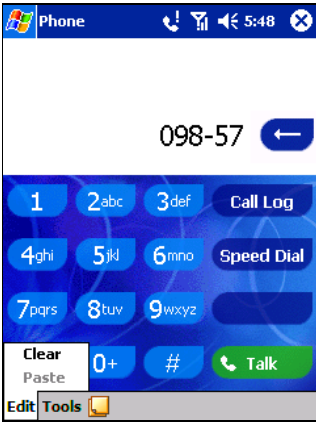 Phone 5:48
098-57
1 2abc 3def Call Log
4ghi 5jkl 6mno Speed Dial
7pqrs 8tuv 9wxyz
Clear
0+ # Talk
Paste
Edit Tools